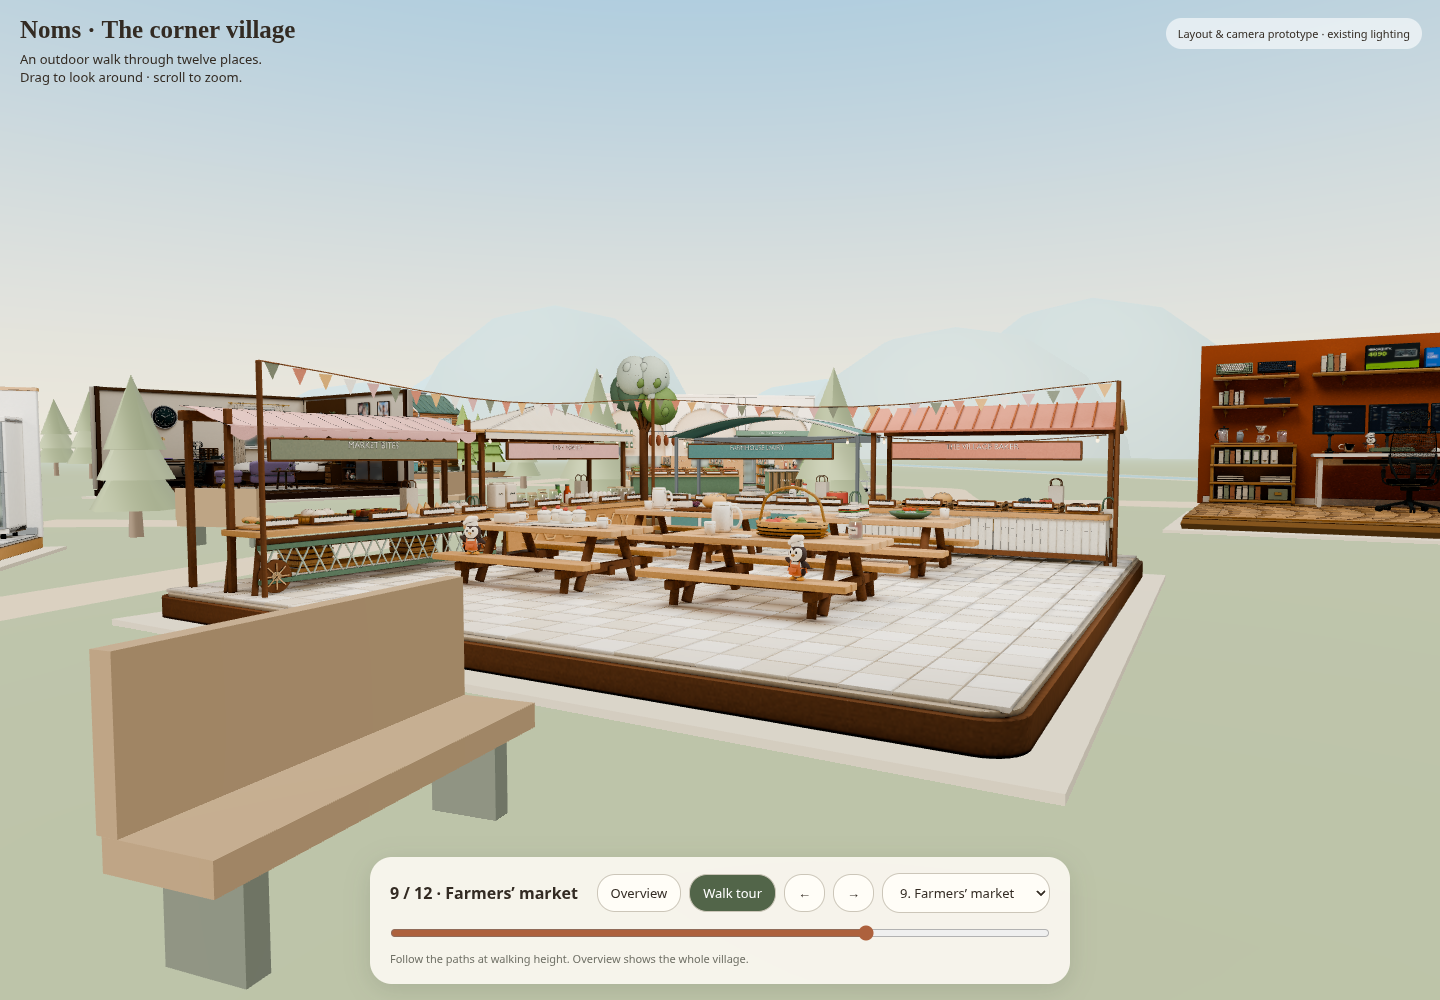 Noms · The corner village
An outdoor walk through twelve places.
Drag to look around · scroll to zoom.
Layout & camera prototype · existing lighting
MARKET BITES
4090
9 / 12 · Farmers’ market
Overview
Walk tour
←
→
9. Farmers’ market
Follow the paths at walking height. Overview shows the whole village.